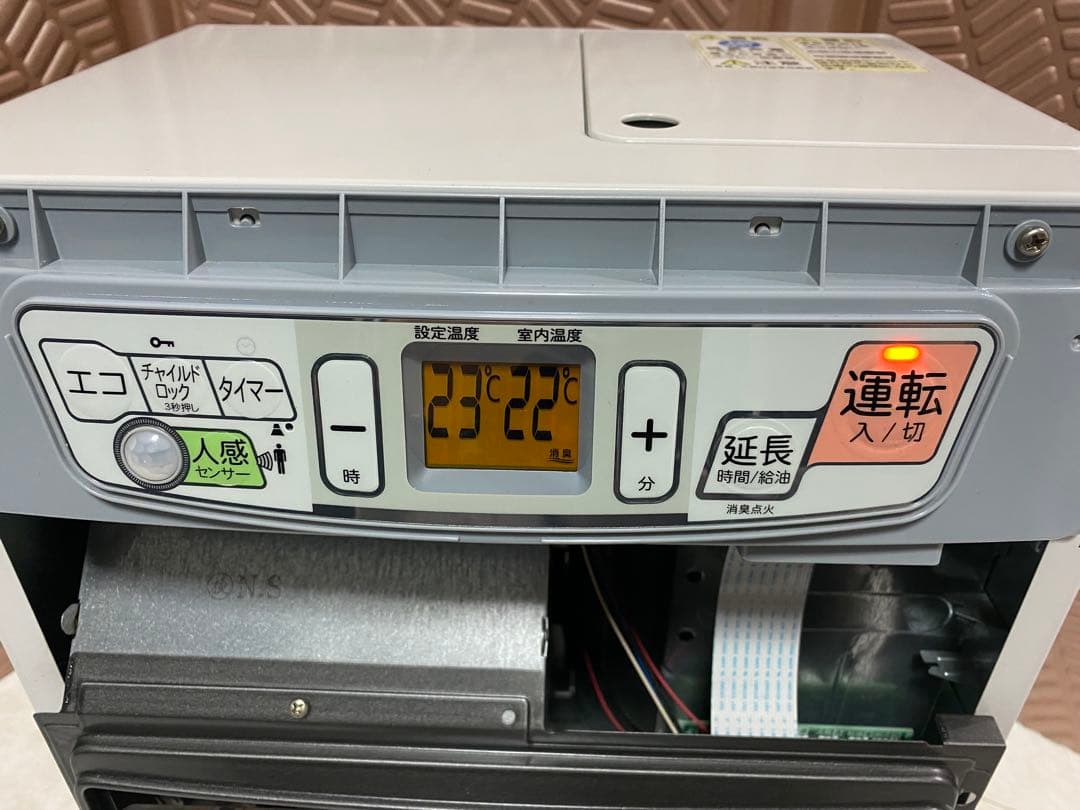 設定温度 室内温度
エコ
チャイルド
ロック
3秒押し
タイマー
人感
センサー
−
時
23℃ 22℃
消臭
+
分
延長
時間/給油
消臭点火
運転
入/切
Ⓡ N.S